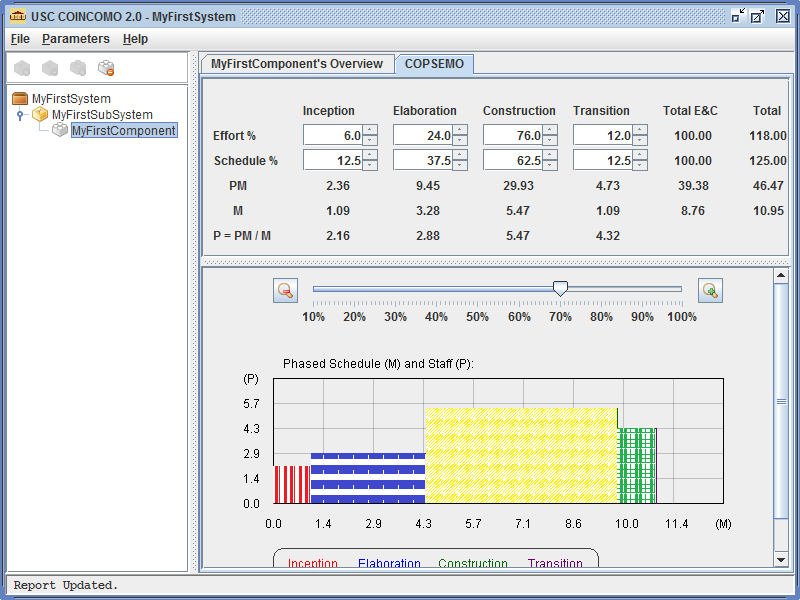 USC COINCOMO 2.0 - MyFirstSystem
File Parameters Help
MyFirstSystem
MyFirstSubSystem
MyFirstComponent
MyFirstComponent's Overview COPSEMO
Inception Elaboration Construction Transition Total E&C Total
Effort % 6.0 24.0 76.0 12.0 100.00 118.00
Schedule % 12.5 37.5 62.5 12.5 100.00 125.00
PM 2.36 9.45 29.93 4.73 39.38 46.47
M 1.09 3.28 5.47 1.09 8.76 10.95
P = PM / M 2.16 2.88 5.47 4.32
10% 20% 30% 40% 50% 60% 70% 80% 90% 100%
Phased Schedule (M) and Staff (P):
(P)
5.7
4.3
2.9
1.4
0.0
0.0 1.4 2.9 4.3 5.7 7.1 8.6 10.0 11.4 (M)
Inception Elaboration Construction Transition
Report Updated.